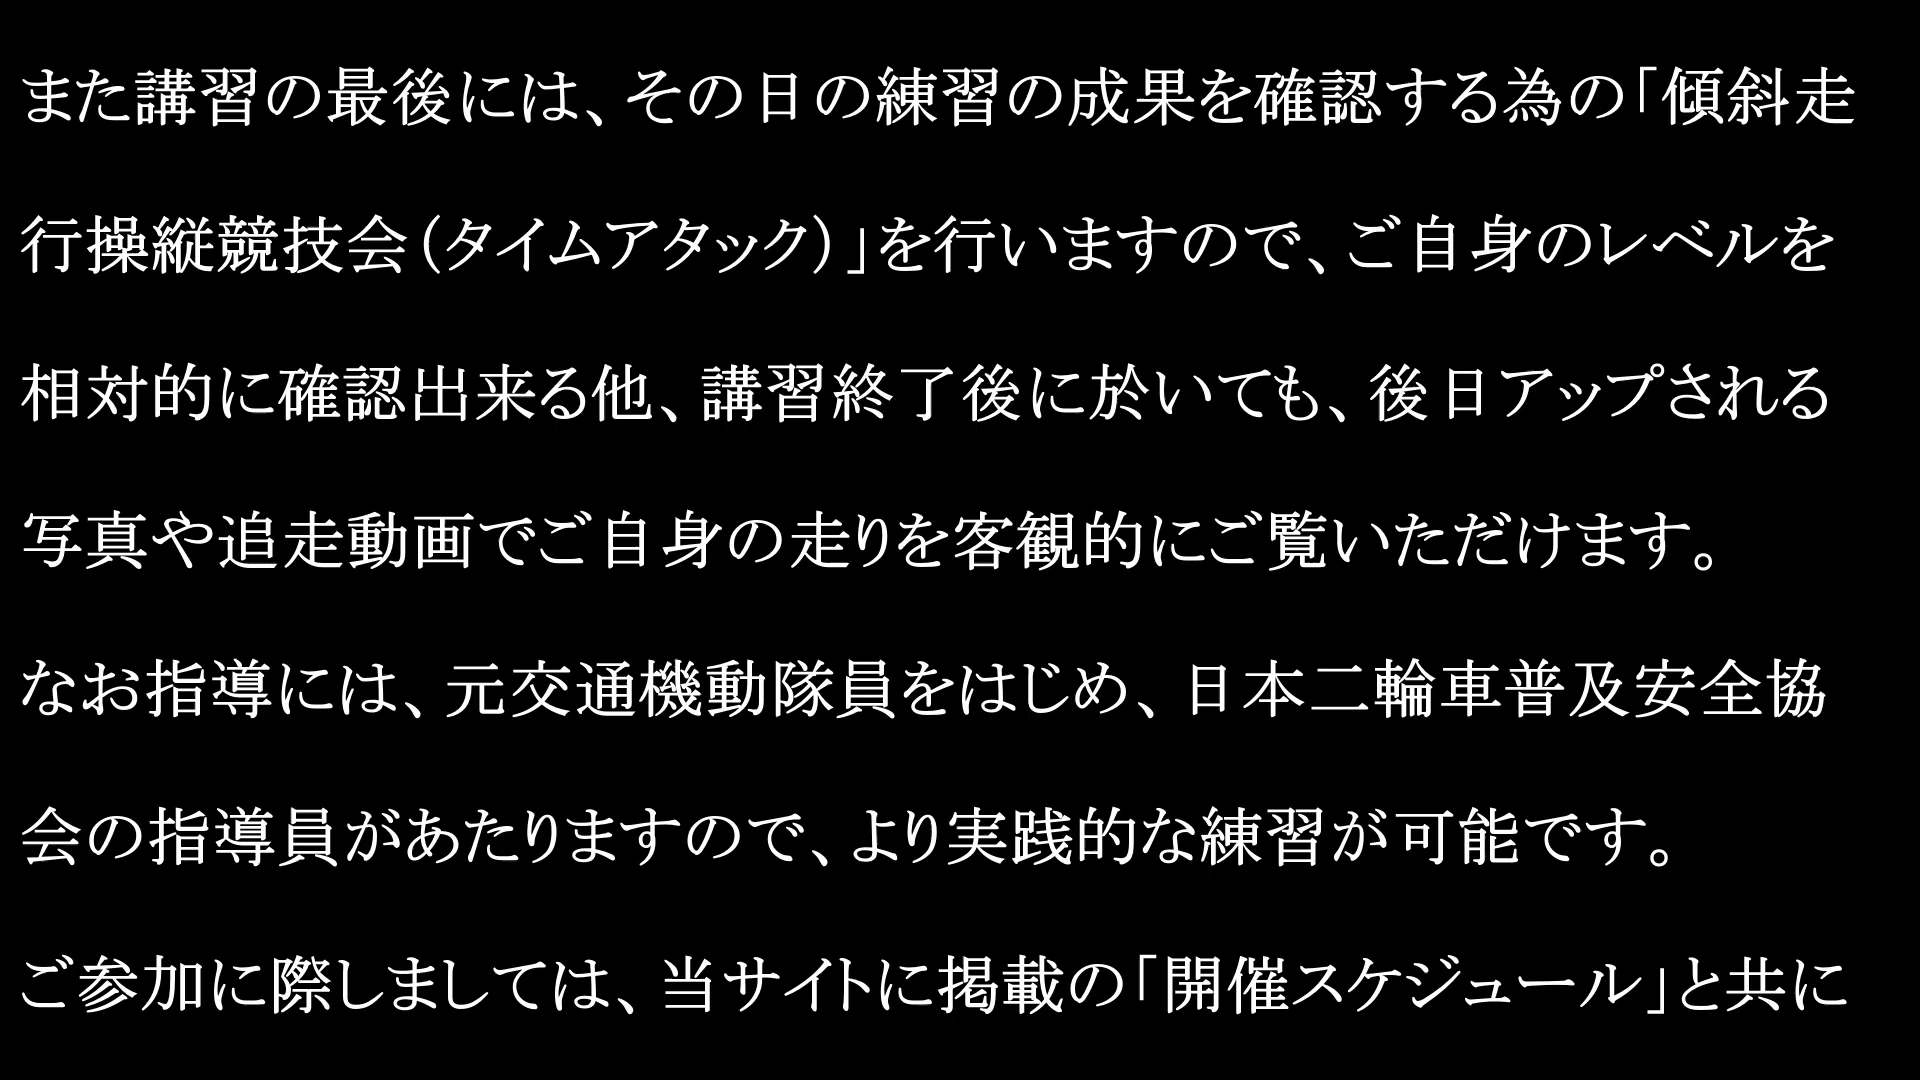 また講習の最後には、その日の練習の成果を確認する為の「傾斜走
行操縦競技会（タイムアタック）」を行いますので、ご自身のレベルを
相対的に確認出来る他、講習終了後に於いても、後日アップされる
写真や追走動画でご自身の走りを客観的にご覧いただけます。
なお指導には、元交通機動隊員をはじめ、日本二輪車普及安全協
会の指導員があたりますので、より実践的な練習が可能です。
ご参加に際しましては、当サイトに掲載の「開催スケジュール」と共に